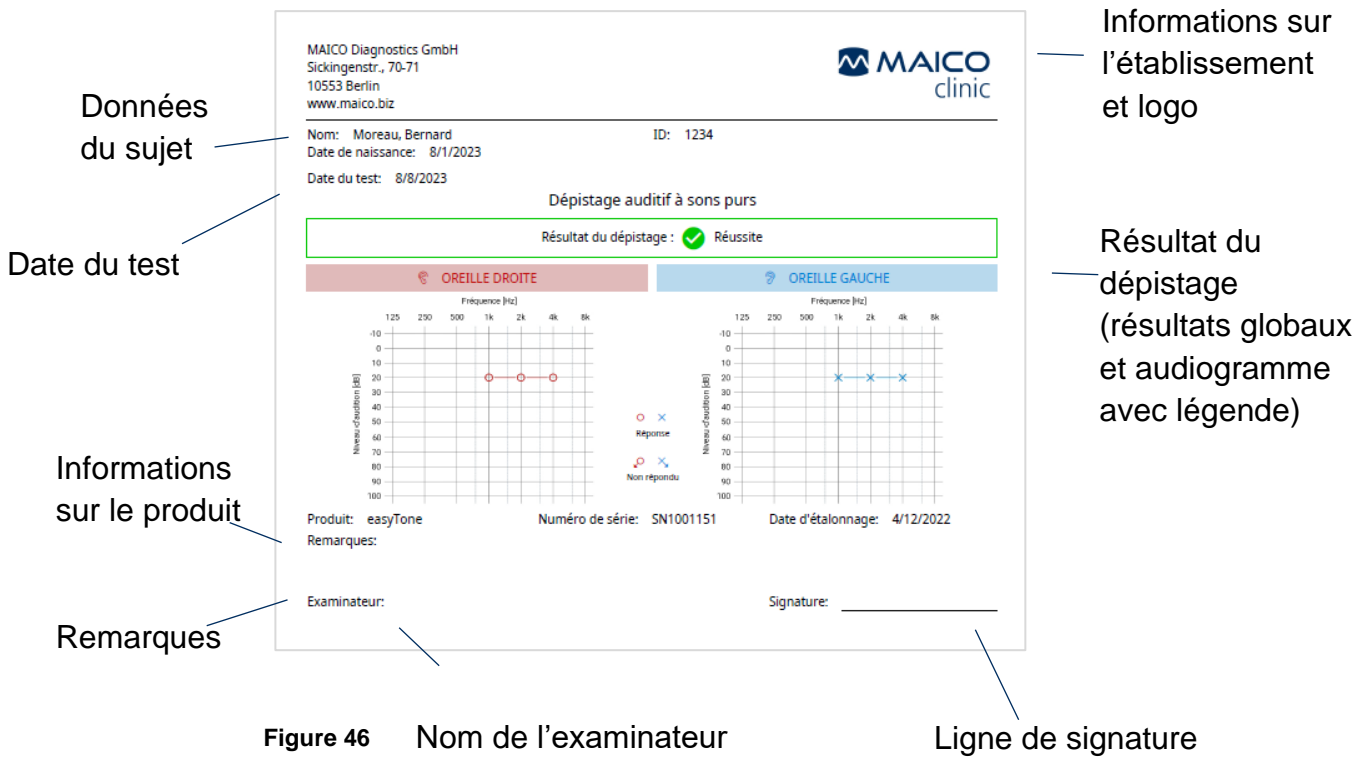 Informations sur
l’établissement
et logo
MAICO Diagnostics GmbH
Sickingenstr., 70-71
10553 Berlin
www.maico.biz
MAICO
clinic
Données
du sujet
Nom: Moreau, Bernard ID: 1234
Date de naissance: 8/1/2023
Date du test: 8/8/2023
Date du test
Dépistage auditif à sons purs
Résultat du dépistage : Réussite
Résultat du
dépistage
(résultats globaux
et audiogramme
avec légende)
OREILLE DROITE
Fréquence [Hz]
125 250 500 1k 2k 4k 8k
Niveau d'audition [dB]
-10
0
10
20
30
40
50
60
70
80
90
100
Réponse
Non répondu
OREILLE GAUCHE
Fréquence [Hz]
125 250 500 1k 2k 4k 8k
Niveau d'audition [dB]
-10
0
10
20
30
40
50
60
70
80
90
100
Informations
sur le produit
Produit: easyTone Numéro de série: SN1001151 Date d'étalonnage: 4/12/2022
Remarques:
Remarques
Examinateur: Signature:
Figure 46 Nom de l’examinateur Ligne de signature